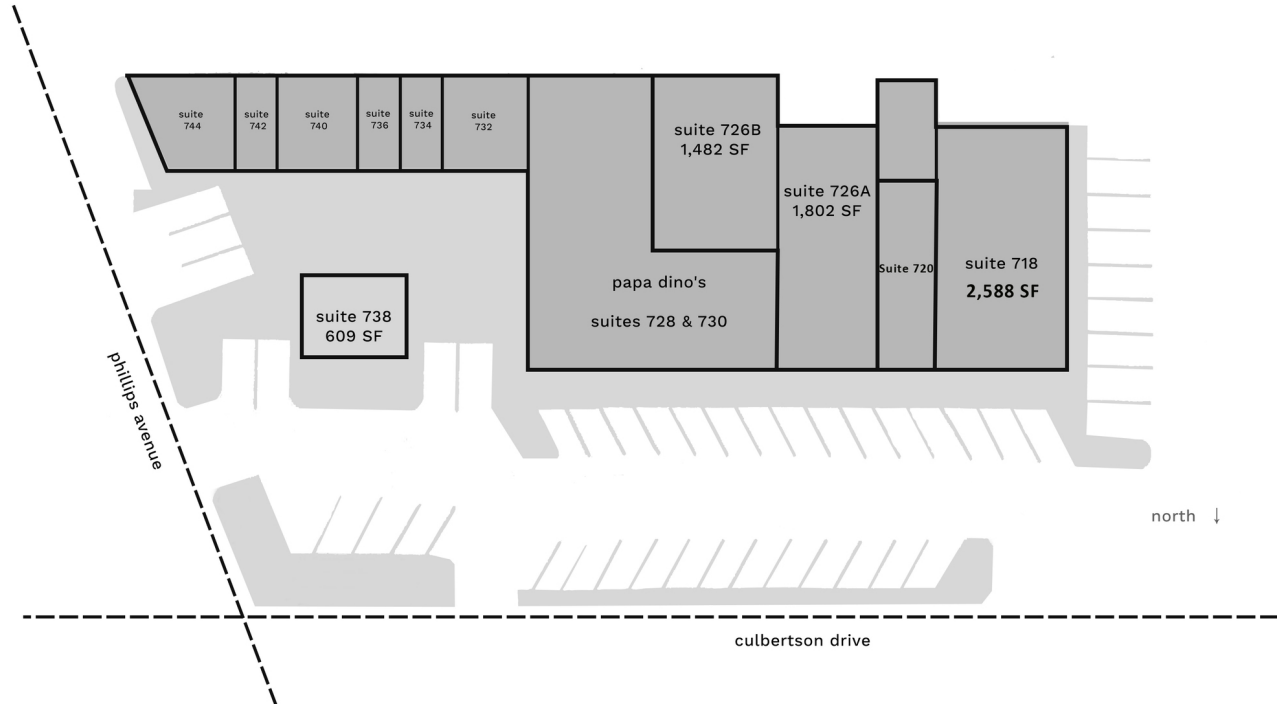 suite
744
suite
742
suite
740
suite
736
suite
734
suite
732
suite 726B
1,482 SF
suite 726A
1,802 SF
Suite 720
suite 718
2,588 SF
papa dino's
suites 728 & 730
suite 738
609 SF
phillips avenue
north ↓
culbertson drive